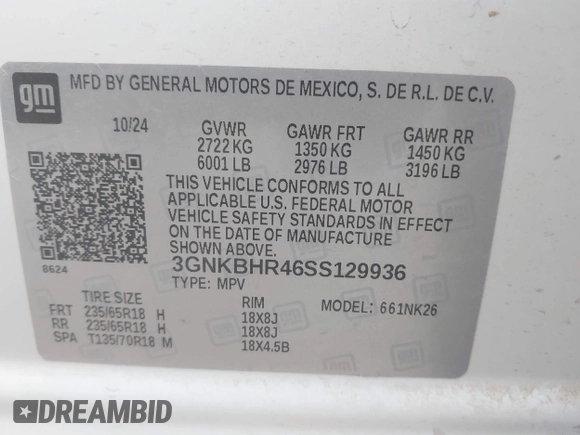 gm
MFD BY GENERAL MOTORS DE MEXICO, S. DE R.L. DE C.V.
10/24 GVWR GAWR FRT GAWR RR
2722 KG 1350 KG 1450 KG
6001 LB 2976 LB 3196 LB
THIS VEHICLE CONFORMS TO ALL
APPLICABLE U.S. FEDERAL MOTOR
VEHICLE SAFETY STANDARDS IN EFFECT
ON THE DATE OF MANUFACTURE
SHOWN ABOVE.
8624
3GNKBHR46SS129936
TYPE: MPV
TIRE SIZE RIM MODEL: 661NK26
FRT 235/65R18 H 18X8J
RR 235/65R18 H 18X8J
SPA T135/70R18 M 18X4.5B
DREAMBID